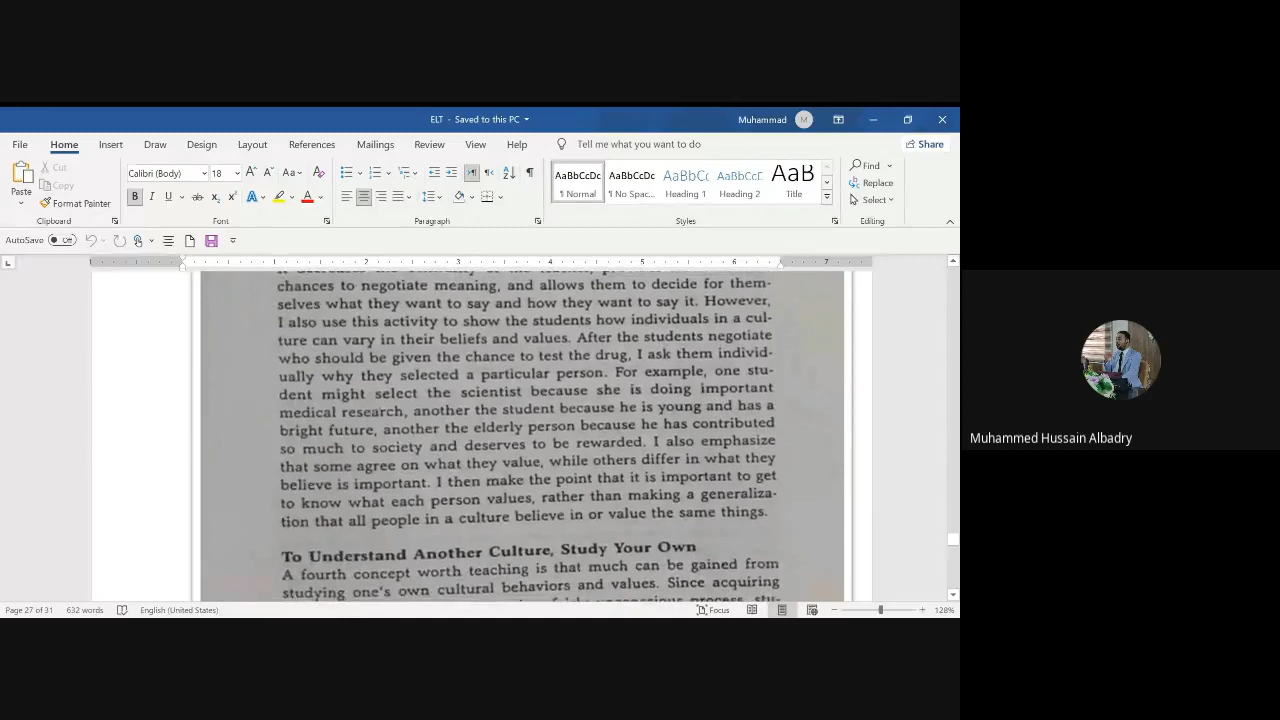 ELT - Saved to this PC
Muhammad M
File Home Insert Draw Design Layout References Mailings Review View Help Tell me what you want to do Share
Paste Cut Copy Format Painter
Clipboard
Calibri (Body) 18
Font
Paragraph
AaBbCcDc AaBbCcDc AaBbCc AaBbCcC AaB
¶ Normal ¶ No Spac... Heading 1 Heading 2 Title
Styles
Find
Replace
Select
Editing
AutoSave Off
1 2 3 4 5 6 7
chances to negotiate meaning, and allows them to decide for them-
selves what they want to say and how they want to say it. However,
I also use this activity to show the students how individuals in a cul-
ture can vary in their beliefs and values. After the students negotiate
who should be given the chance to test the drug, I ask them individ-
ually why they selected a particular person. For example, one stu-
dent might select the scientist because she is doing important
medical research, another the student because he is young and has a
bright future, another the elderly person because he has contributed
so much to society and deserves to be rewarded. I also emphasize
that some agree on what they value, while others differ in what they
believe is important. I then make the point that it is important to get
to know what each person values, rather than making a generaliza-
tion that all people in a culture believe in or value the same things.
To Understand Another Culture, Study Your Own
A fourth concept worth teaching is that much can be gained from
studying one's own cultural behaviors and values. Since acquiring
process, stu-
Page 27 of 31 632 words English (United States) Focus 128%
Muhammed Hussain Albadry